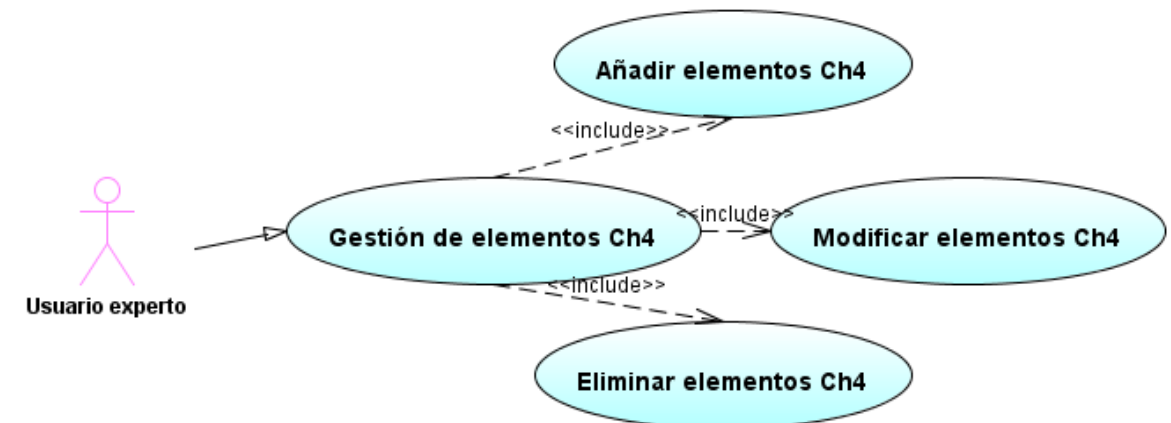 Añadir elementos Ch4
<<include>>
Gestión de elementos Ch4
<<include>>
Modificar elementos Ch4
<<include>>
Usuario experto
Eliminar elementos Ch4